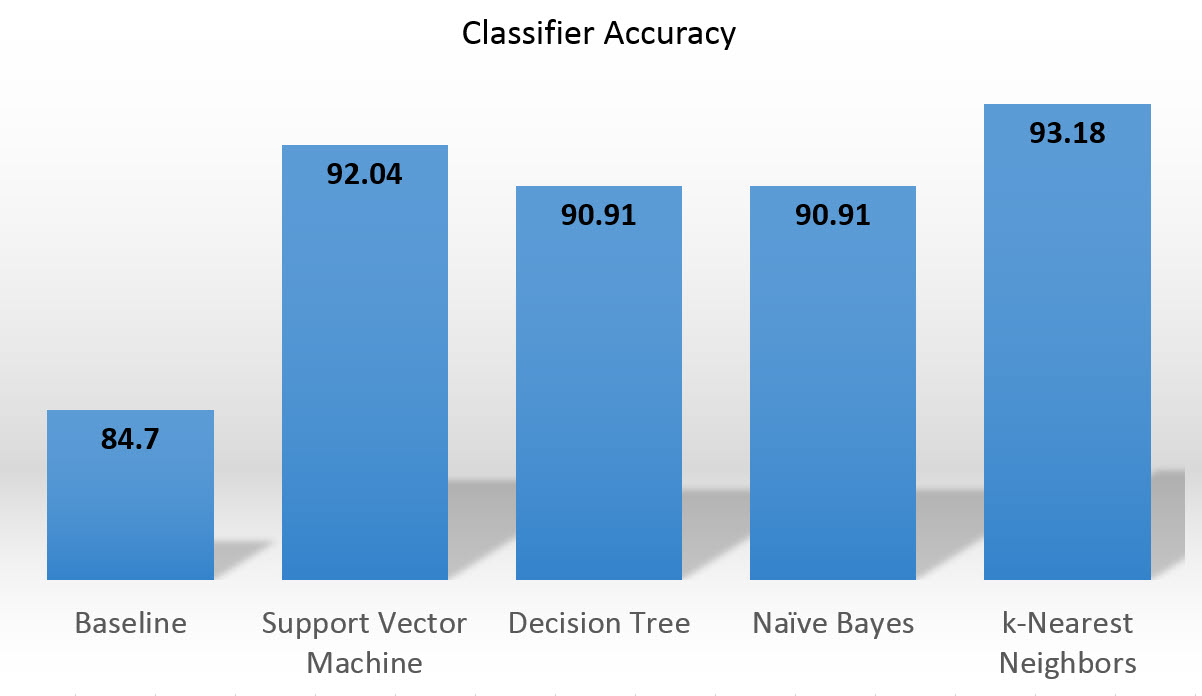 Classifier Accuracy
93.18
92.04
90.91
90.91
84.7
Baseline
Support Vector
Machine
Decision Tree
Naïve Bayes
k-Nearest
Neighbors